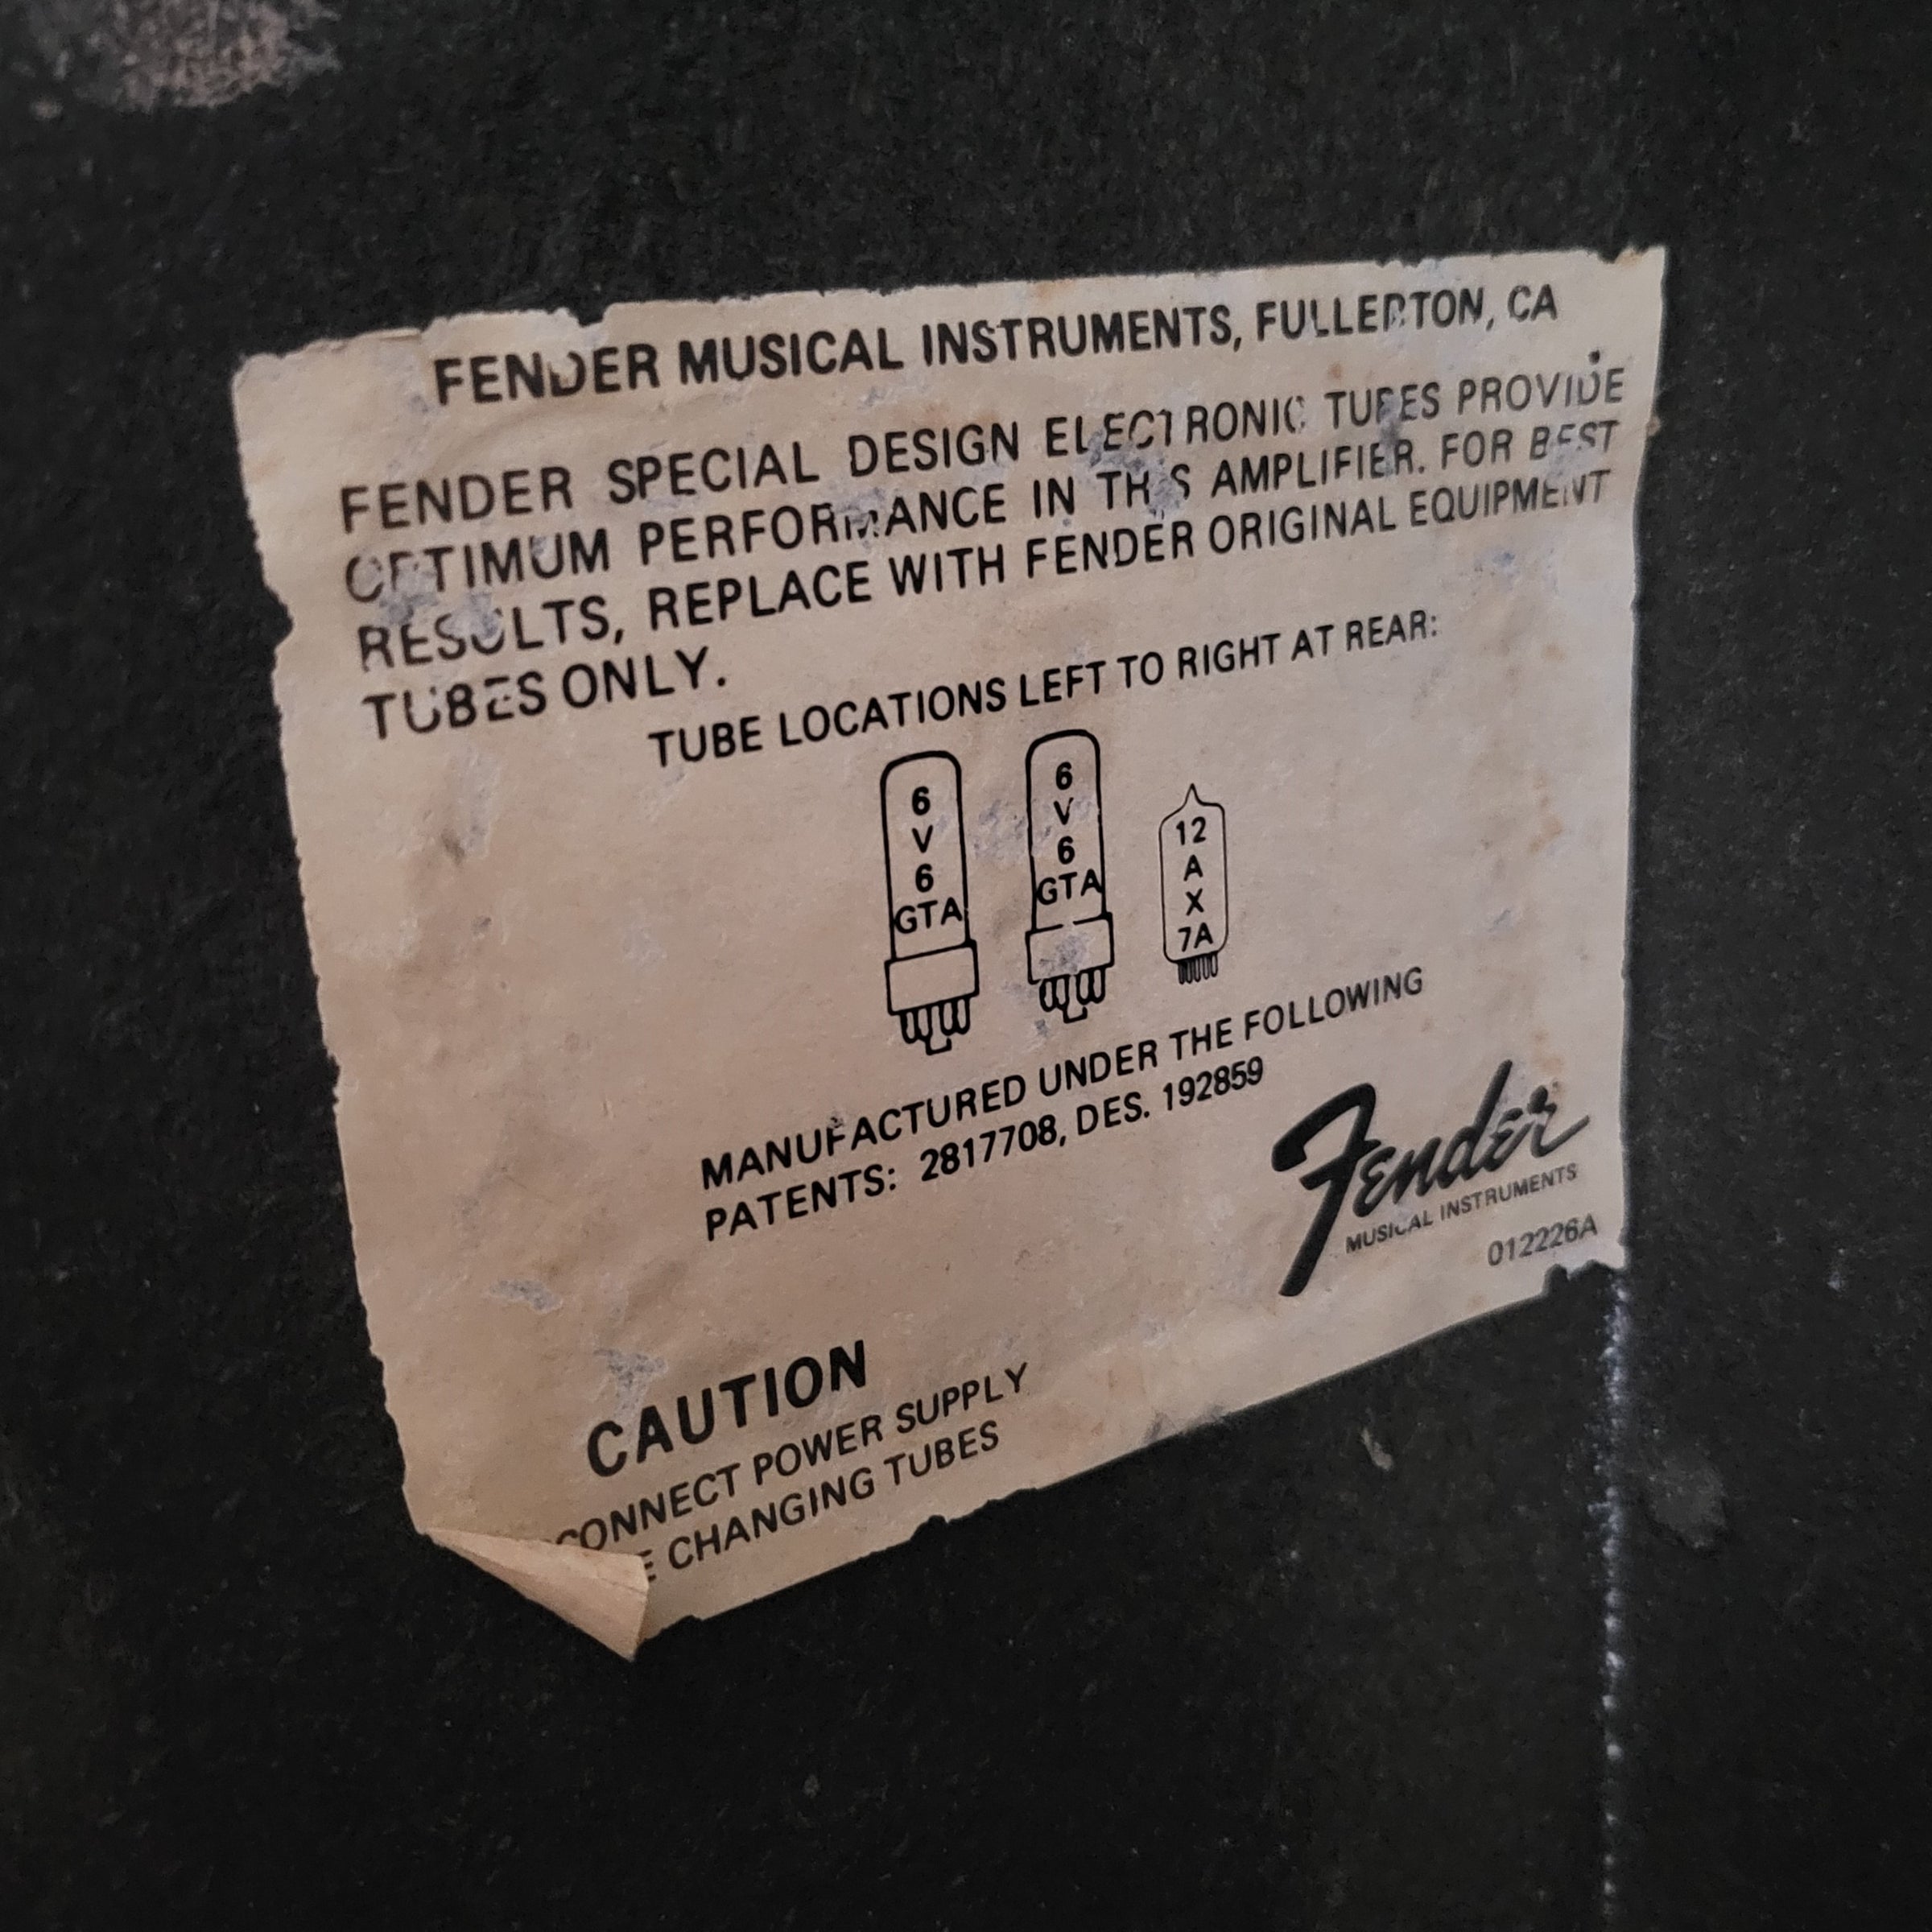 FENDER MUSICAL INSTRUMENTS, FULLERTON, CA
FENDER SPECIAL DESIGN ELECTRONIC TUBES PROVIDE
OPTIMUM PERFORMANCE IN THIS AMPLIFIER. FOR BEST
RESULTS, REPLACE WITH FENDER ORIGINAL EQUIPMENT
TUBES ONLY.
TUBE LOCATIONS LEFT TO RIGHT AT REAR:
6
V
6
GTA
6
V
6
GTA
12
A
X
7A
MANUFACTURED UNDER THE FOLLOWING
PATENTS: 2817708, DES. 192859
Fender
MUSICAL INSTRUMENTS
012226A
CAUTION
CONNECT POWER SUPPLY
E CHANGING TUBES